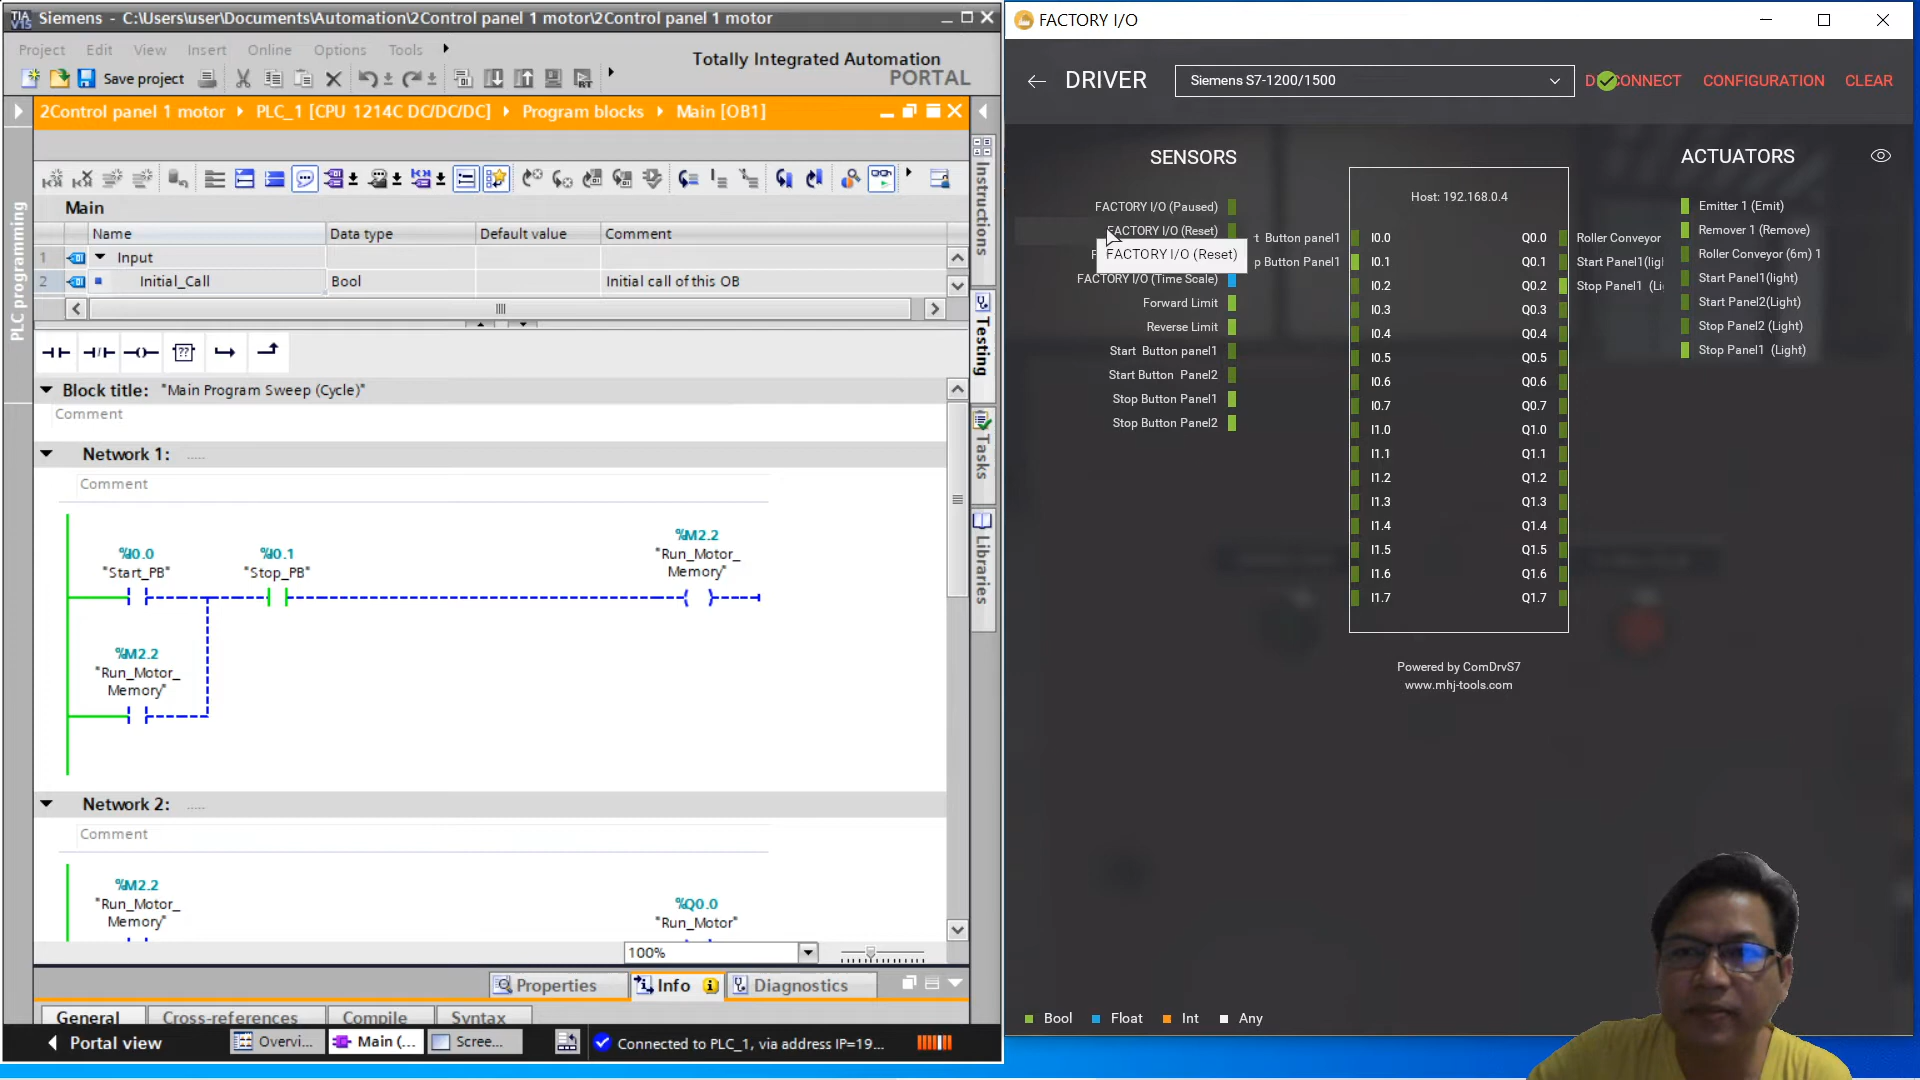 Siemens - C:\Users\user\Documents\Automation\2Control panel 1 motor\2Control panel 1 motor
Project Edit View Insert Online Options Tools
Totally Integrated Automation
PORTAL
Save project
2Control panel 1 motor PLC_1 [CPU 1214C DC/DC/DC] Program blocks Main [OB1]
PLC programming
Main
Name Data type Default value Comment
1 Input
2 Initial_Call Bool Initial call of this OB
Block title: "Main Program Sweep (Cycle)"
Comment
Network 1: .....
Comment
%I0.0
"Start_PB"
%I0.1
"Stop_PB"
%M2.2
"Run_Motor_
Memory"
%M2.2
"Run_Motor_
Memory"
Network 2: .....
Comment
%M2.2
"Run_Motor_
Memory"
%Q0.0
"Run_Motor"
100%
Properties Info Diagnostics
General Cross-references Compile Syntax
Portal view Overvi... Main (... Scree... Connected to PLC_1, via address IP=19...
Instructions
Testing
Tasks
Libraries
FACTORY I/O
DRIVER
Siemens S7-1200/1500
CONFIGURATION
CLEAR
SENSORS
FACTORY I/O (Paused)
FACTORY I/O (Reset)
FACTORY I/O (Reset)
FACTORY I/O (Time Scale)
Forward Limit
Reverse Limit
Start Button panel1
Start Button Panel2
Stop Button Panel1
Stop Button Panel2
Host: 192.168.0.4
t Button panel1 I0.0 Q0.0 Roller Conveyor
p Button Panel1 I0.1 Q0.1 Start Panel1(ligl
I0.2 Q0.2 Stop Panel1 (Li
I0.3 Q0.3
I0.4 Q0.4
I0.5 Q0.5
I0.6 Q0.6
I0.7 Q0.7
I1.0 Q1.0
I1.1 Q1.1
I1.2 Q1.2
I1.3 Q1.3
I1.4 Q1.4
I1.5 Q1.5
I1.6 Q1.6
I1.7 Q1.7
Powered by ComDrvS7
www.mhj-tools.com
ACTUATORS
Emitter 1 (Emit)
Remover 1 (Remove)
Roller Conveyor (6m) 1
Start Panel1(light)
Start Panel2(Light)
Stop Panel2 (Light)
Stop Panel1 (Light)
Bool Float Int Any